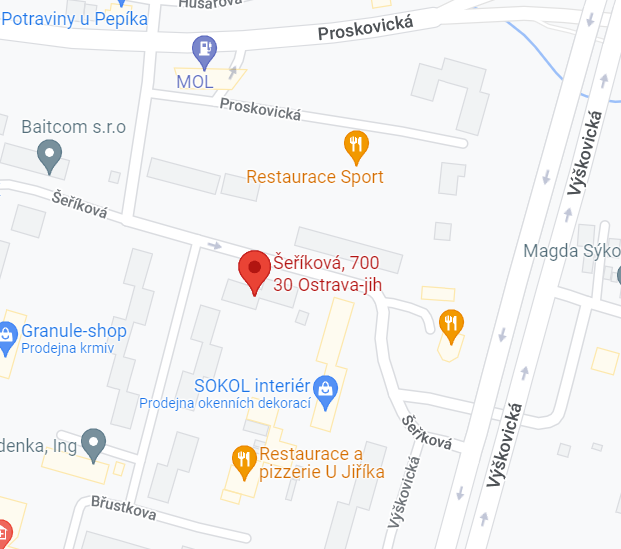 Husarova
Potraviny u Pepíka
Proskovická
MOL
Proskovická
Baitcom s.r.o
Restaurace Sport
Výškovická
Šeříková
Magda Sýko
Šeříková, 700
30 Ostrava-jih
Granule-shop
Prodejna krmiv
SOKOL interiér
Prodejna okenních dekorací
Šeříková
Výškovická
denka, Ing
Restaurace a
pizzerie U Jiříka
Výškovická
Břustkova